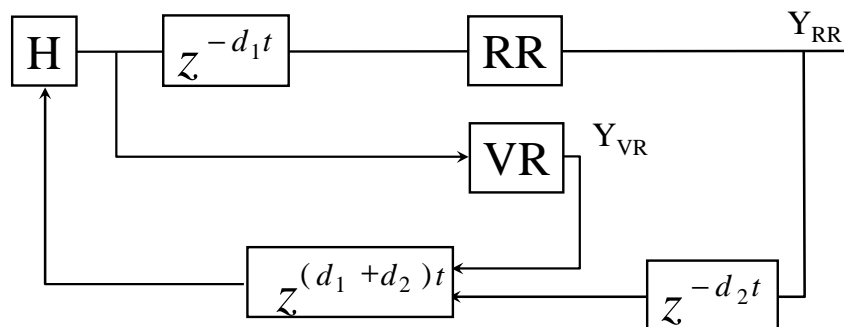 Y_RR
H
z^{-d_1 t}
RR
VR
Y_VR
z^{(d_1 + d_2) t}
z^{-d_2 t}